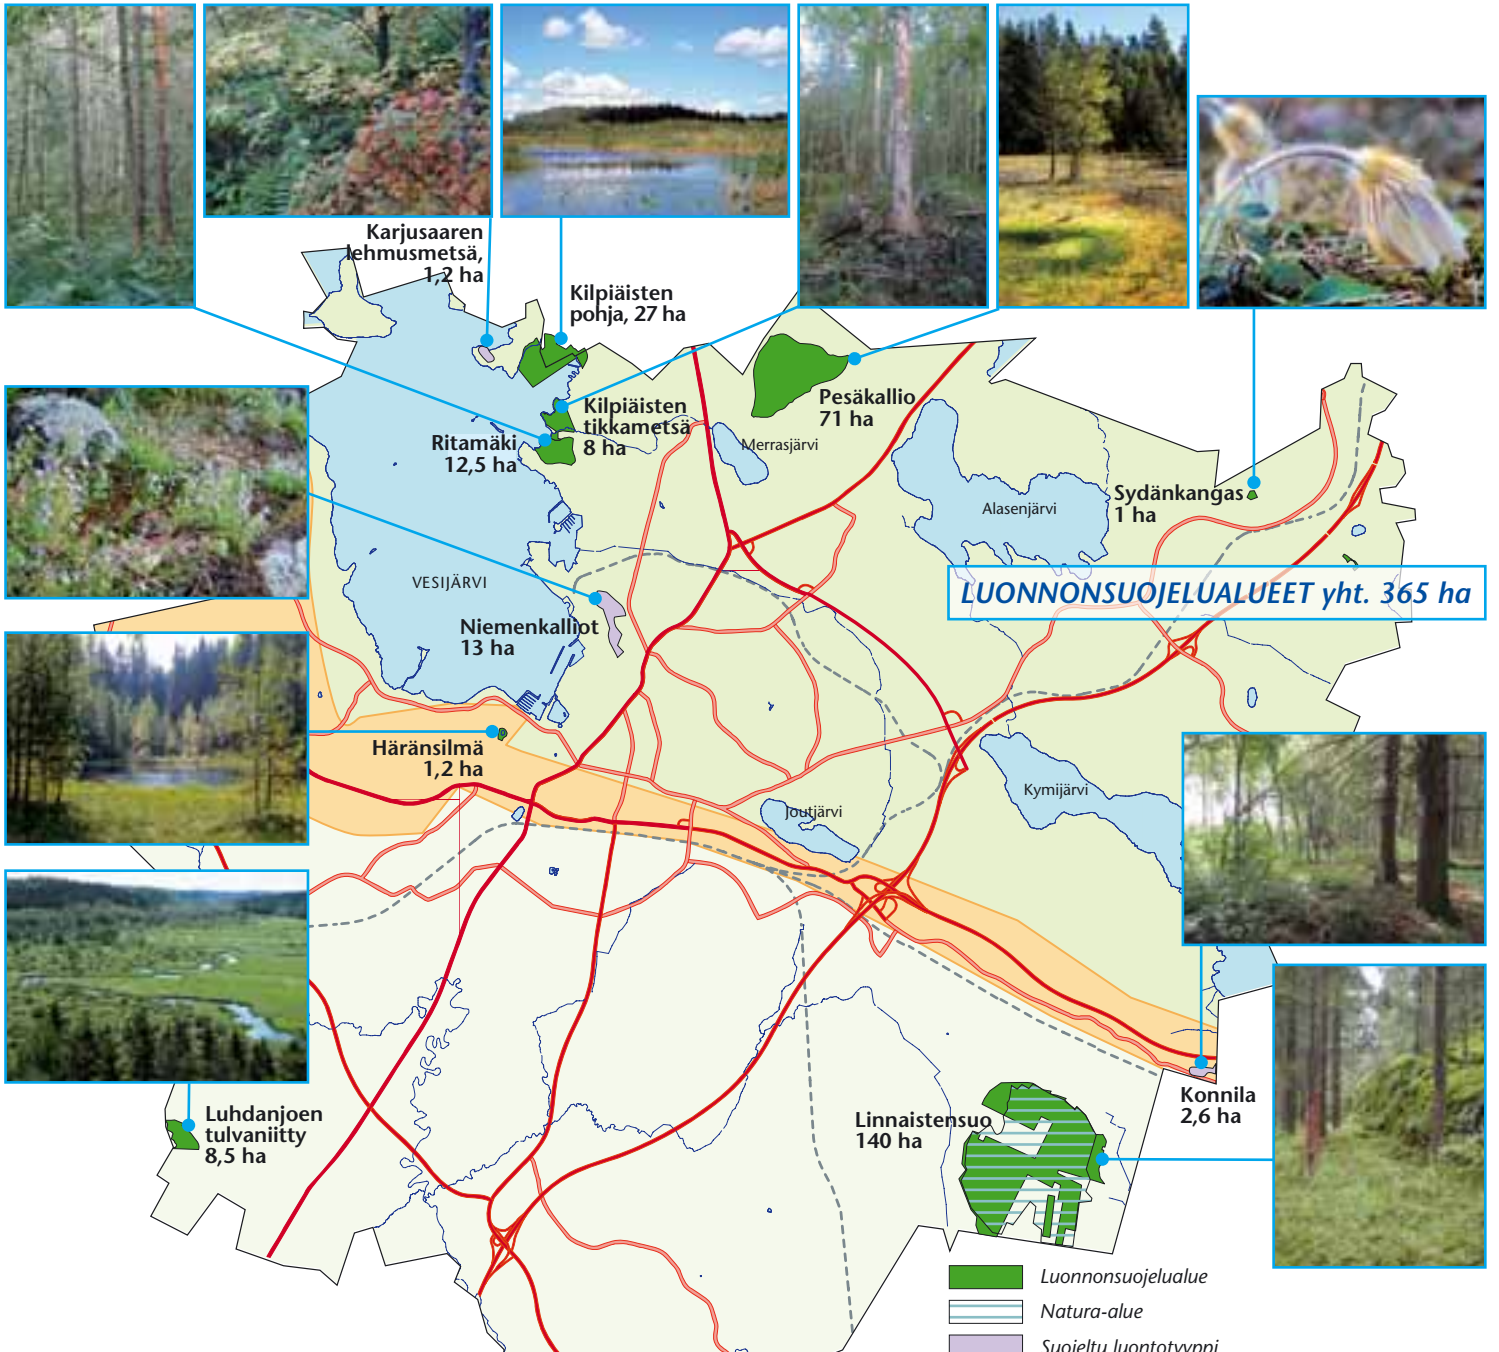 Karjusaaren
lehmusmetsä,
1,2 ha
Kilpiäisten
pohja, 27 ha
Pesäkallio
71 ha
Kilpiäisten
tikkametsä
8 ha
Ritamäki
12,5 ha
Merrasjärvi
Alasenjärvi
Sydänkangas
1 ha
VESIJÄRVI
LUONNONSUOJELUALUEET yht. 365 ha
Niemenkalliot
13 ha
Häränsilmä
1,2 ha
Kymijärvi
Joutjärvi
Konnila
2,6 ha
Luhdanjoen
tulvaniitty
8,5 ha
Linnaistensuo
140 ha
Luonnonsuojelualue
Natura-alue
Suojeltu luontotyyppi